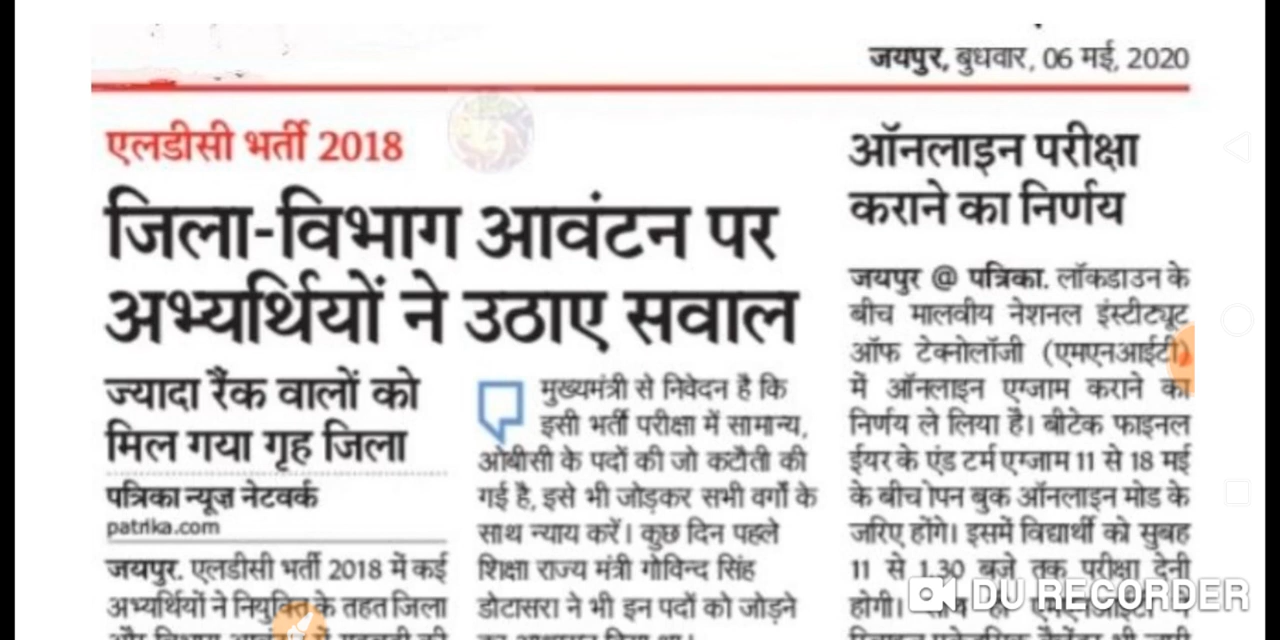 जयपुर, बुधवार, 06 मई, 2020
एलडीसी भर्ती 2018
जिला-विभाग आवंटन पर
अभ्यर्थियों ने उठाए सवाल
ज्यादा रैंक वालों को
मिल गया गृह जिला
पत्रिका न्यूज़ नेटवर्क
patrika.com
जयपुर. एलडीसी भर्ती 2018 में कई
अभ्यर्थियों ने नियुक्ति के तहत जिला
मुख्यमंत्री से निवेदन है कि
इसी भर्ती परीक्षा में सामान्य,
ओबीसी के पदों की जो कटौती की
गई है, इसे भी जोड़कर सभी वर्गों के
साथ न्याय करें। कुछ दिन पहले
शिक्षा राज्य मंत्री गोविन्द सिंह
डोटासरा ने भी इन पदों को जोड़ने
ऑनलाइन परीक्षा
कराने का निर्णय
जयपुर @ पत्रिका. लॉकडाउन के
बीच मालवीय नेशनल इंस्टीट्यूट
ऑफ टेक्नोलॉजी (एमएनआईटी)
में ऑनलाइन एग्जाम कराने का
निर्णय ले लिया है। बीटेक फाइनल
ईयर के एंड टर्म एग्जाम 11 से 18 मई
के बीच ोपन बुक ऑनलाइन मोड के
जरिए होंगे। इसमें विद्यार्थी को सुबह
11 से 1.30 बजे तक परीक्षा देनी
होगी।
DU RECORDER